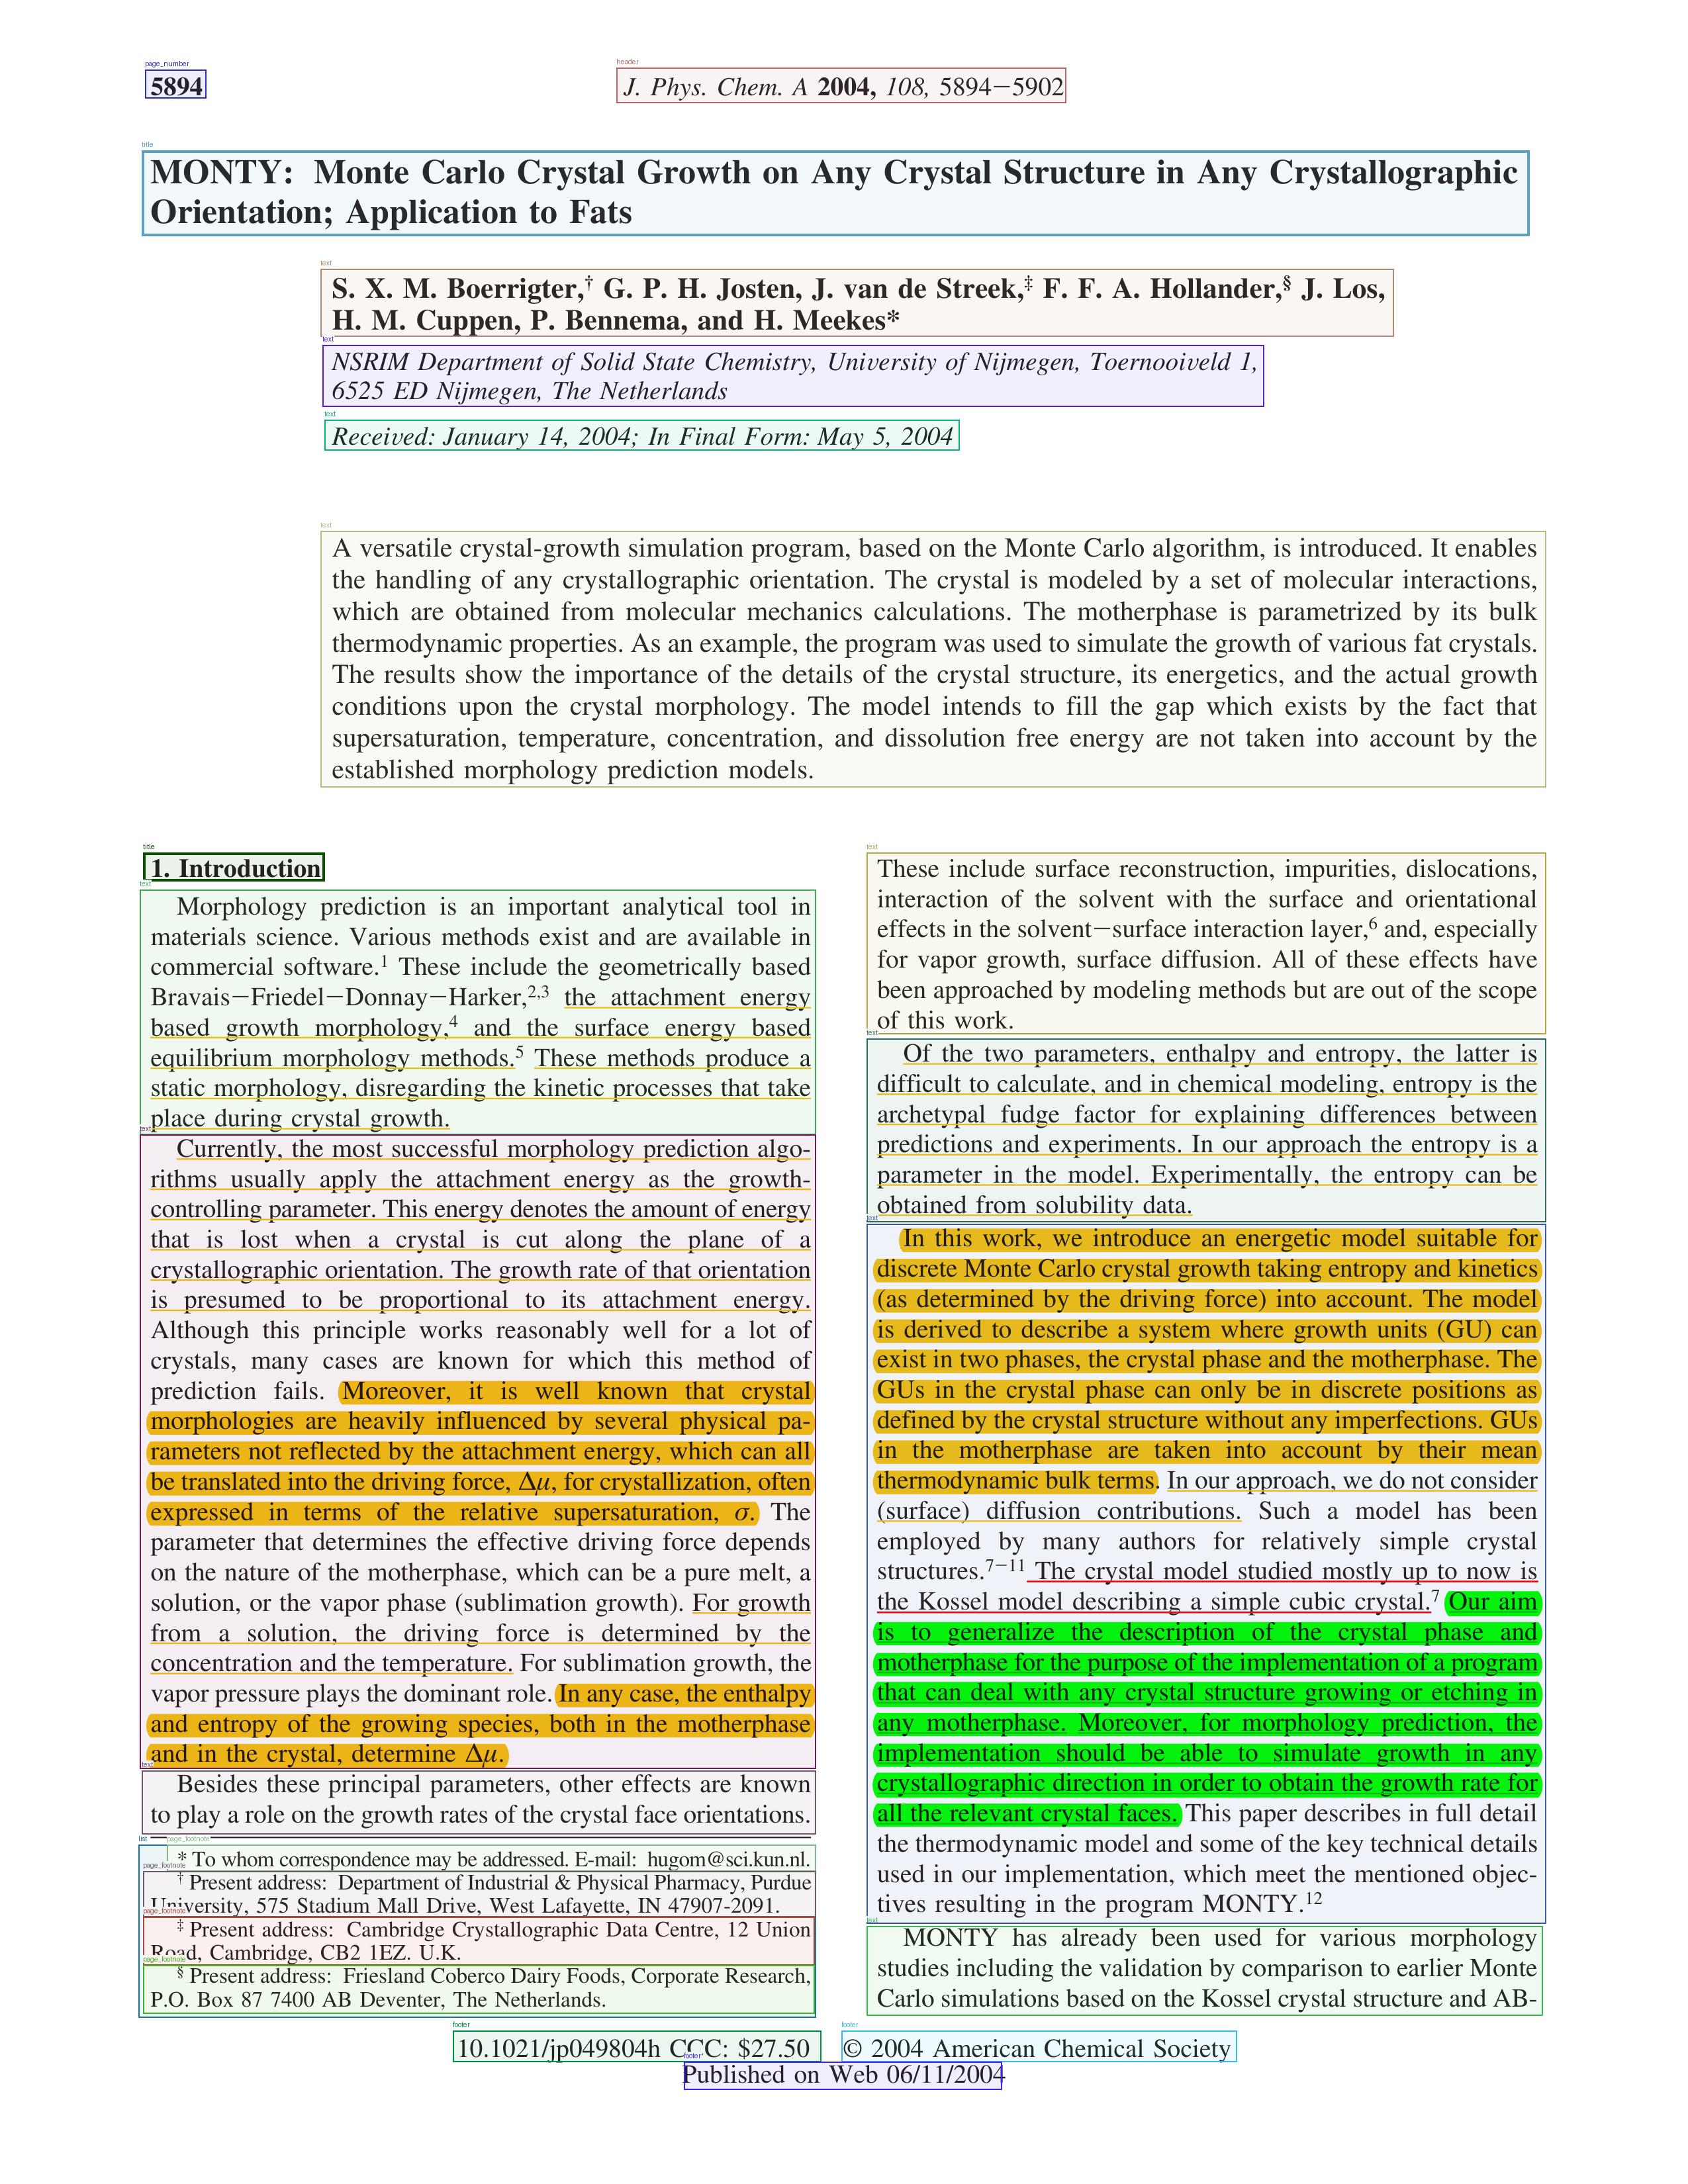 page_number
5894
header
J. Phys. Chem. A 2004, 108, 5894−5902
title
MONTY: Monte Carlo Crystal Growth on Any Crystal Structure in Any Crystallographic
Orientation; Application to Fats
text
S. X. M. Boerrigter,† G. P. H. Josten, J. van de Streek,‡ F. F. A. Hollander,§ J. Los,
H. M. Cuppen, P. Bennema, and H. Meekes*
text
NSRIM Department of Solid State Chemistry, University of Nijmegen, Toernooiveld 1,
6525 ED Nijmegen, The Netherlands
text
Received: January 14, 2004; In Final Form: May 5, 2004
text
A versatile crystal-growth simulation program, based on the Monte Carlo algorithm, is introduced. It enables
the handling of any crystallographic orientation. The crystal is modeled by a set of molecular interactions,
which are obtained from molecular mechanics calculations. The motherphase is parametrized by its bulk
thermodynamic properties. As an example, the program was used to simulate the growth of various fat crystals.
The results show the importance of the details of the crystal structure, its energetics, and the actual growth
conditions upon the crystal morphology. The model intends to fill the gap which exists by the fact that
supersaturation, temperature, concentration, and dissolution free energy are not taken into account by the
established morphology prediction models.
title
1. Introduction
text
Morphology prediction is an important analytical tool in
materials science. Various methods exist and are available in
commercial software.1 These include the geometrically based
Bravais−Friedel−Donnay−Harker,2,3 the attachment energy
based growth morphology,4 and the surface energy based
equilibrium morphology methods.5 These methods produce a
static morphology, disregarding the kinetic processes that take
place during crystal growth.
text
Currently, the most successful morphology prediction algo-
rithms usually apply the attachment energy as the growth-
controlling parameter. This energy denotes the amount of energy
that is lost when a crystal is cut along the plane of a
crystallographic orientation. The growth rate of that orientation
is presumed to be proportional to its attachment energy.
Although this principle works reasonably well for a lot of
crystals, many cases are known for which this method of
prediction fails. Moreover, it is well known that crystal
morphologies are heavily influenced by several physical pa-
rameters not reflected by the attachment energy, which can all
be translated into the driving force, Δμ, for crystallization, often
expressed in terms of the relative supersaturation, σ. The
parameter that determines the effective driving force depends
on the nature of the motherphase, which can be a pure melt, a
solution, or the vapor phase (sublimation growth). For growth
from a solution, the driving force is determined by the
concentration and the temperature. For sublimation growth, the
vapor pressure plays the dominant role. In any case, the enthalpy
and entropy of the growing species, both in the motherphase
and in the crystal, determine Δμ.
text
Besides these principal parameters, other effects are known
to play a role on the growth rates of the crystal face orientations.
list
page_footnote
* To whom correspondence may be addressed. E-mail: hugom@sci.kun.nl.
page_footnote
† Present address: Department of Industrial & Physical Pharmacy, Purdue
University, 575 Stadium Mall Drive, West Lafayette, IN 47907-2091.
page_footnote
‡ Present address: Cambridge Crystallographic Data Centre, 12 Union
Road, Cambridge, CB2 1EZ. U.K.
page_footnote
§ Present address: Friesland Coberco Dairy Foods, Corporate Research,
P.O. Box 87 7400 AB Deventer, The Netherlands.
text
These include surface reconstruction, impurities, dislocations,
interaction of the solvent with the surface and orientational
effects in the solvent−surface interaction layer,6 and, especially
for vapor growth, surface diffusion. All of these effects have
been approached by modeling methods but are out of the scope
of this work.
text
Of the two parameters, enthalpy and entropy, the latter is
difficult to calculate, and in chemical modeling, entropy is the
archetypal fudge factor for explaining differences between
predictions and experiments. In our approach the entropy is a
parameter in the model. Experimentally, the entropy can be
obtained from solubility data.
text
In this work, we introduce an energetic model suitable for
discrete Monte Carlo crystal growth taking entropy and kinetics
(as determined by the driving force) into account. The model
is derived to describe a system where growth units (GU) can
exist in two phases, the crystal phase and the motherphase. The
GUs in the crystal phase can only be in discrete positions as
defined by the crystal structure without any imperfections. GUs
in the motherphase are taken into account by their mean
thermodynamic bulk terms. In our approach, we do not consider
(surface) diffusion contributions. Such a model has been
employed by many authors for relatively simple crystal
structures.7−11 The crystal model studied mostly up to now is
the Kossel model describing a simple cubic crystal.7 Our aim
is to generalize the description of the crystal phase and
motherphase for the purpose of the implementation of a program
that can deal with any crystal structure growing or etching in
any motherphase. Moreover, for morphology prediction, the
implementation should be able to simulate growth in any
crystallographic direction in order to obtain the growth rate for
all the relevant crystal faces. This paper describes in full detail
the thermodynamic model and some of the key technical details
used in our implementation, which meet the mentioned objec-
tives resulting in the program MONTY.12
text
MONTY has already been used for various morphology
studies including the validation by comparison to earlier Monte
Carlo simulations based on the Kossel crystal structure and AB-
footer
10.1021/jp049804h CCC: $27.50
footer
© 2004 American Chemical Society
footer
Published on Web 06/11/2004